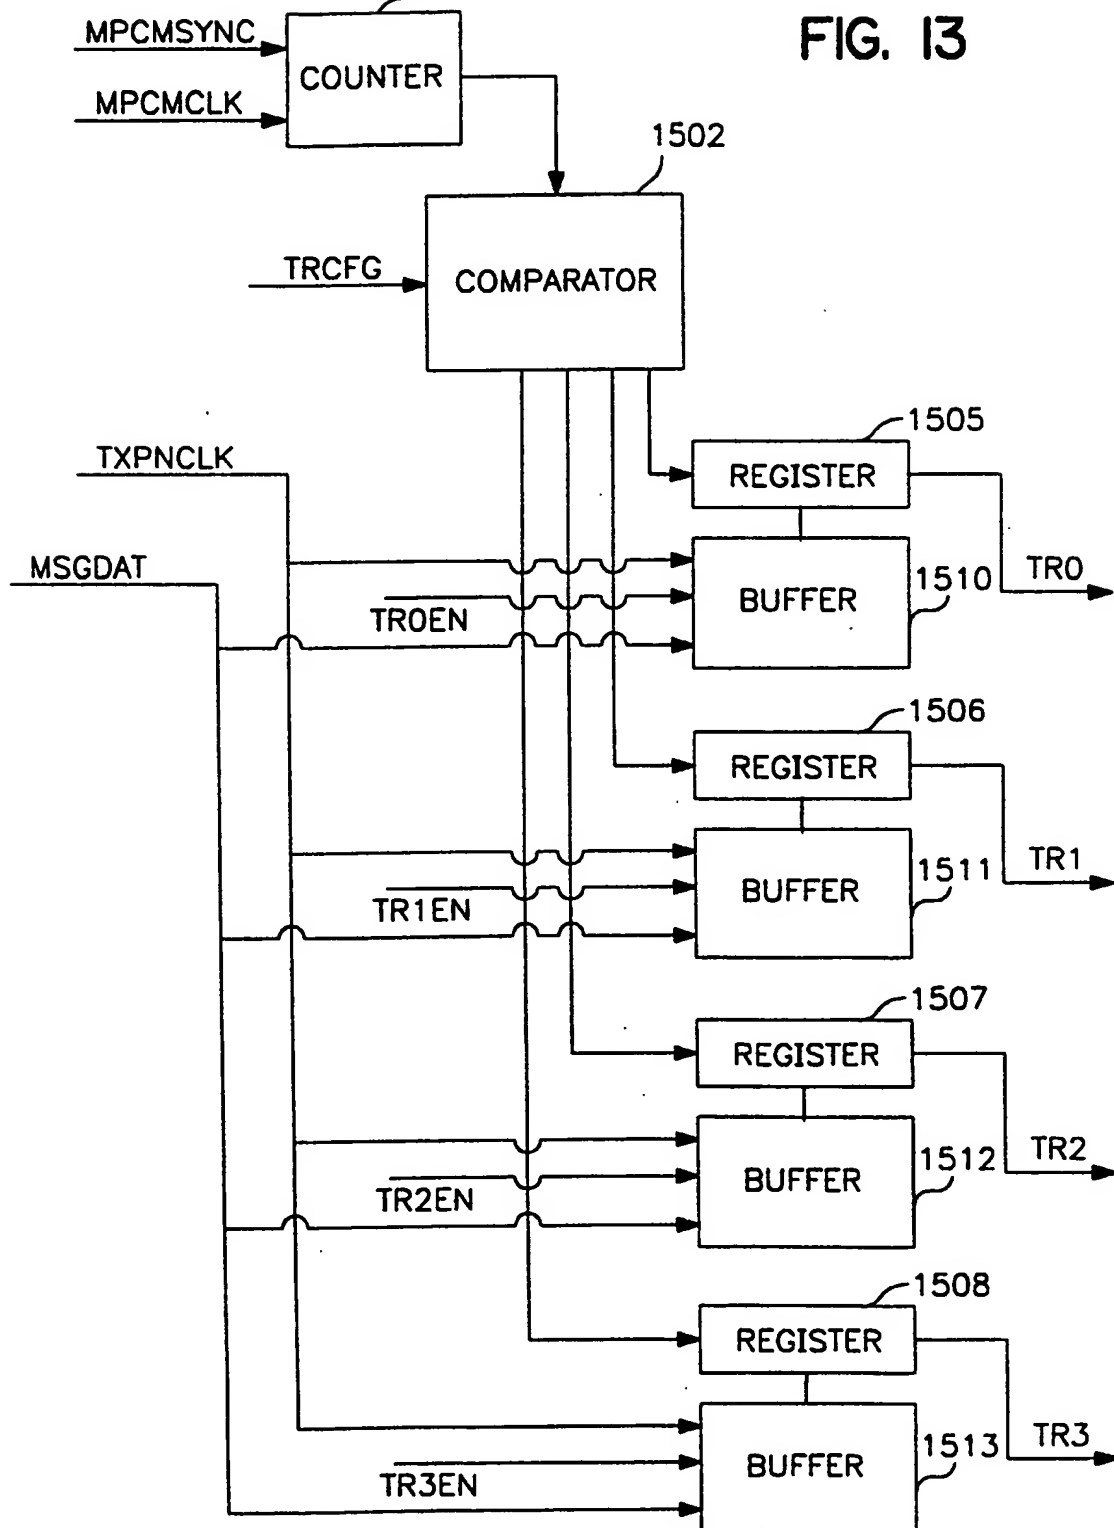 FIG. 13
MPCMSYNC
COUNTER
MPCMCLK
1502
TRCFG
COMPARATOR
1505
TXPNCLK
REGISTER
MSGDAT
TR0
1510
BUFFER
TR0EN
1506
REGISTER
TR1
1511
BUFFER
TR1EN
1507
REGISTER
TR2
1512
BUFFER
TR2EN
1508
REGISTER
TR3
1513
BUFFER
TR3EN